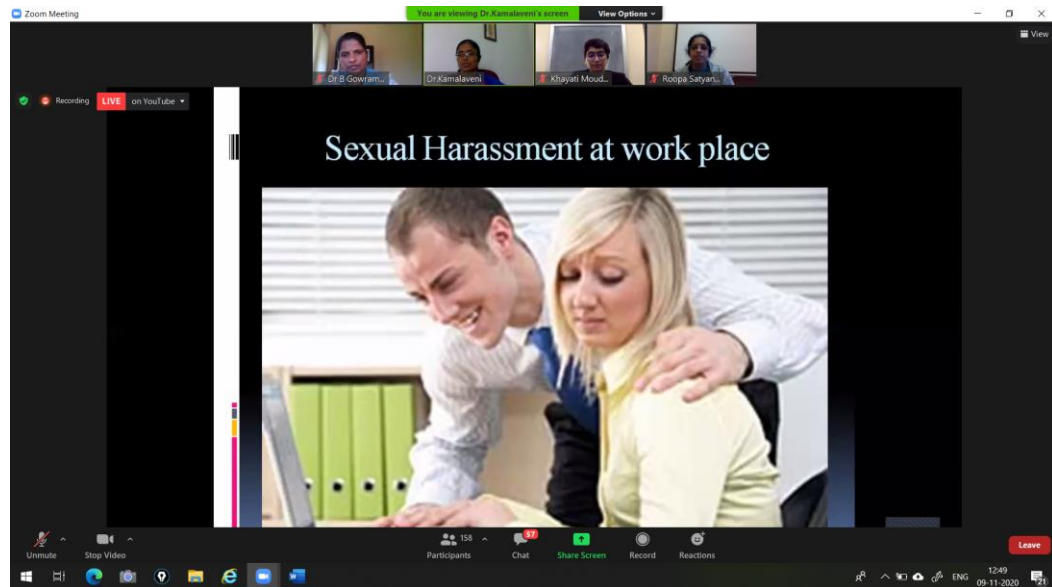 Zoom Meeting
You are viewing Dr.Kamalaveni's screen
View Options
View
Dr B Gowram...
Dr.Kamalaveni
Khayati Moud...
Roopa Satyan...
Recording
LIVE
on YouTube
Sexual Harassment at work place
Unmute
Stop Video
158
Participants
57
Chat
Share Screen
Record
Reactions
Leave
ENG
12:49
09-11-2020
21